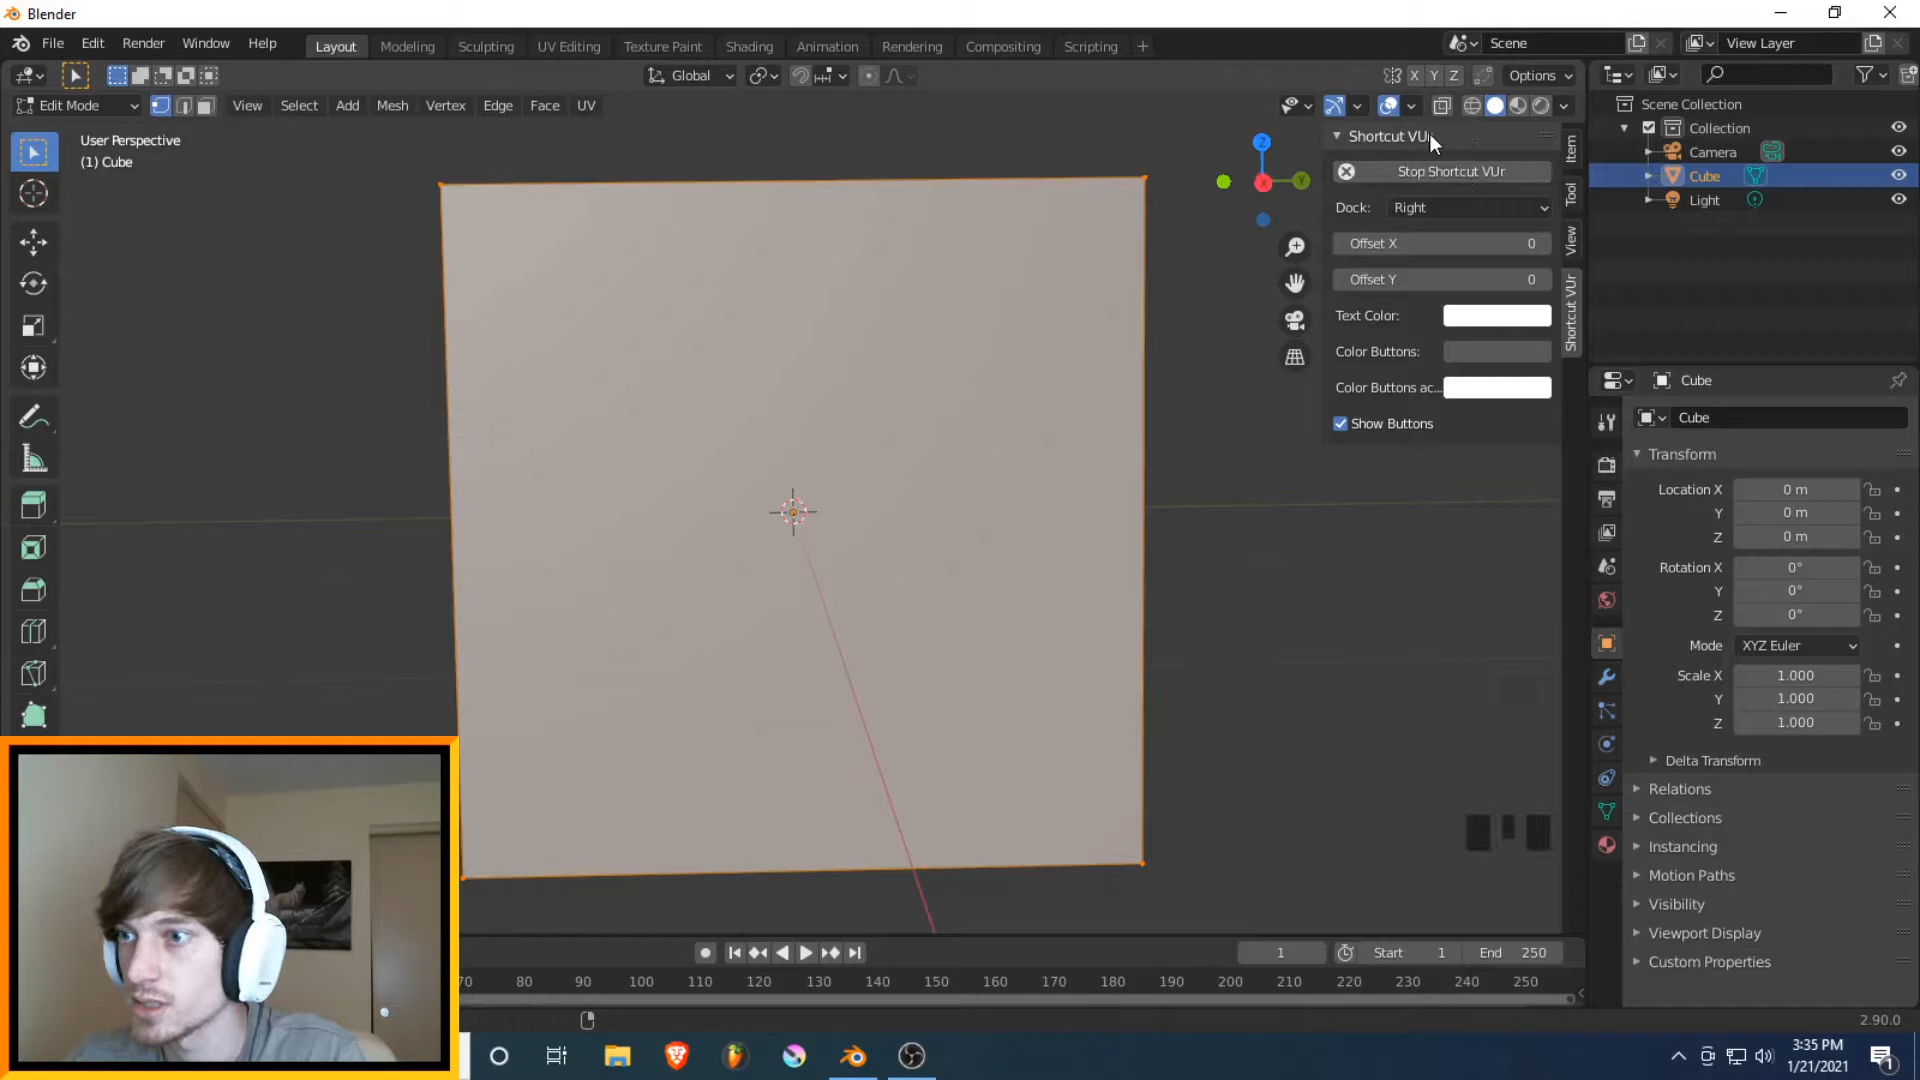 Blender
File Edit Render Window Help Layout Modeling Sculpting UV Editing Texture Paint Shading Animation Rendering Compositing Scripting + Scene View Layer
Global X Y Z Options
Edit Mode View Select Add Mesh Vertex Edge Face UV
User Perspective
(1) Cube
Z
X
Y
Shortcut VUr
Stop Shortcut VUr
Dock: Right
Offset X 0
Offset Y 0
Text Color:
Color Buttons:
Color Buttons ac...
Show Buttons
Item
Tool
View
Shortcut VUr
Scene Collection
Collection
Camera
Cube
Light
Cube
Cube
Transform
Location X 0 m
Y 0 m
Z 0 m
Rotation X 0°
Y 0°
Z 0°
Mode XYZ Euler
Scale X 1.000
Y 1.000
Z 1.000
Delta Transform
Relations
Collections
Instancing
Motion Paths
Visibility
Viewport Display
Custom Properties
1 Start 1 End 250
70 80 90 100 110 120 130 140 150 160 170 180 190 200 210 220 230 240 250
2.90.0
3:35 PM
1/21/2021
1